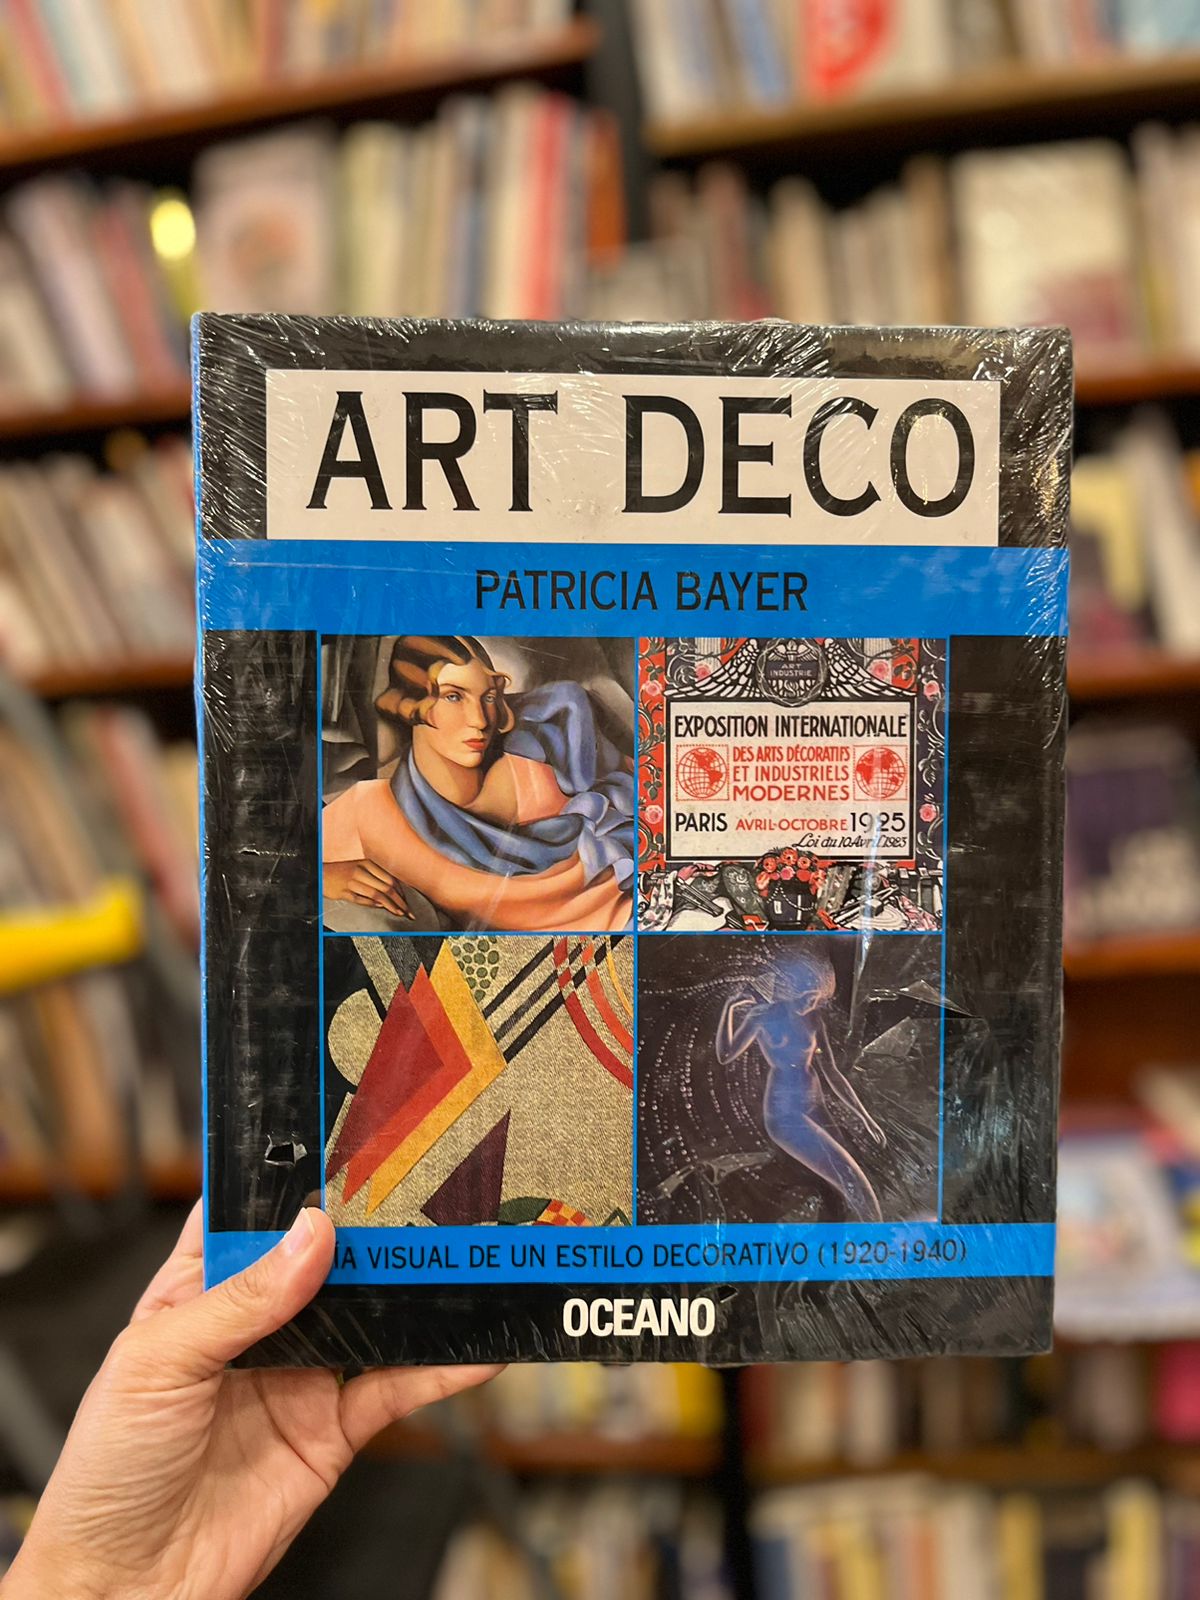 ART DECO
PATRICIA BAYER
ART
INDUSTRIE
EXPOSITION INTERNATIONALE
DES ARTS DÉCORATIFS
ET INDUSTRIELS
MODERNES
PARIS AVRIL-OCTOBRE 1925
Loi du 10 Avril 1923
ÍA VISUAL DE UN ESTILO DECORATIVO (1920-1940)
OCEANO